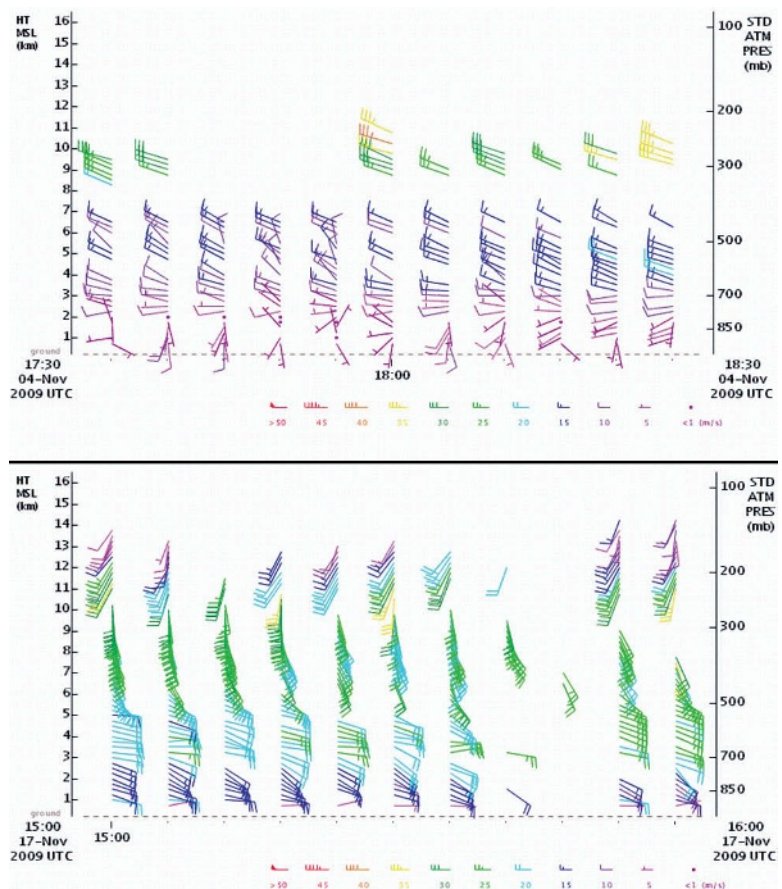 HT
MSL
(km)
16
15
14
13
12
11
10
9
8
7
6
5
4
3
2
1
ground
STD
ATM
PRES
(mb)
100
200
300
500
700
850
17:30
04-Nov
2009 UTC
18:00
18:30
04-Nov
2009 UTC
>50 45 40 35 30 25 20 15 10 5 <1 (m/s)
HT
MSL
(km)
16
15
14
13
12
11
10
9
8
7
6
5
4
3
2
1
ground
STD
ATM
PRES
(mb)
100
200
300
500
700
850
15:00
17-Nov
2009 UTC
15:00
16:00
17-Nov
2009 UTC
>50 45 40 35 30 25 20 15 10 5 <1 (m/s)